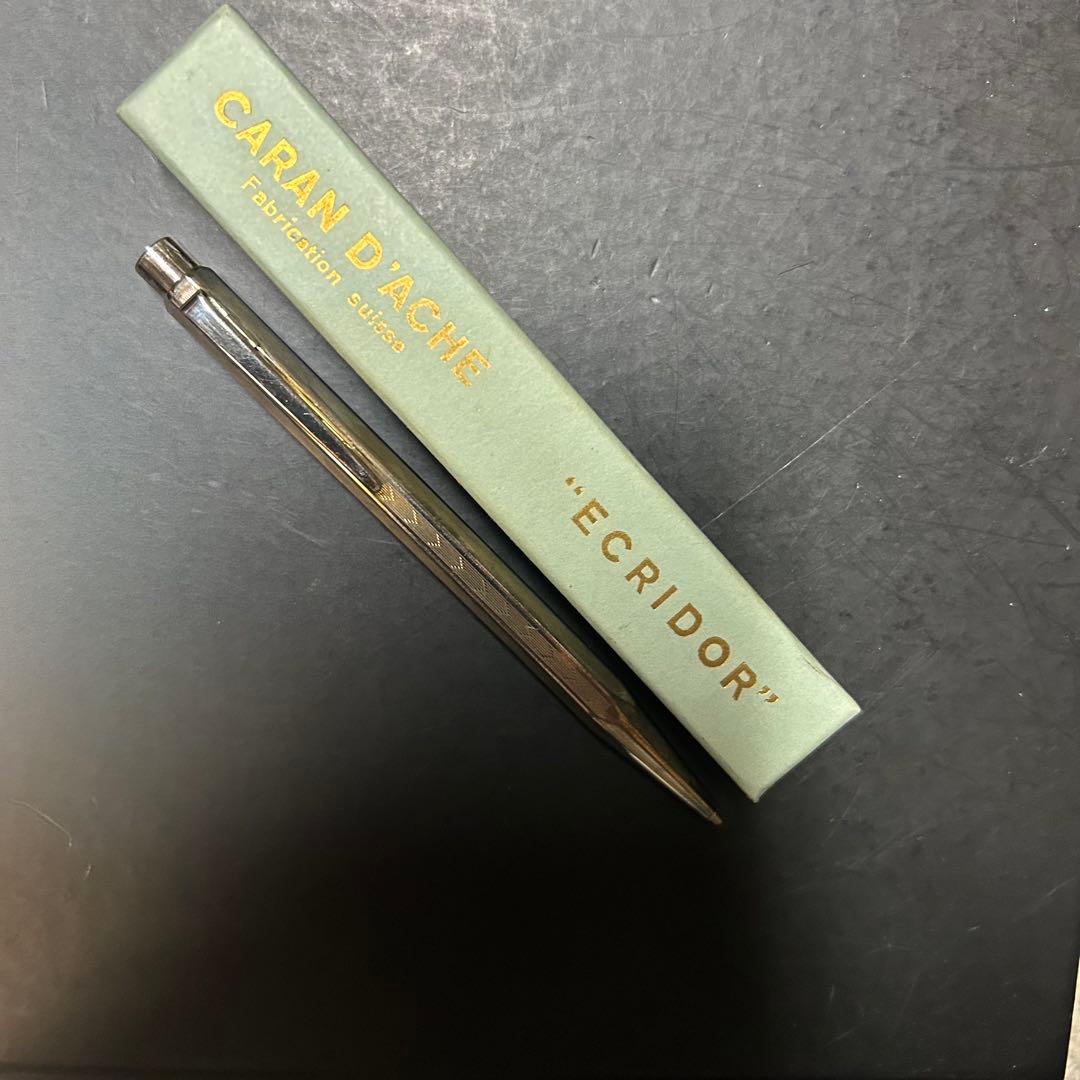 CARAN D'ACHE
Fabrication suisse
“ECRIDOR”